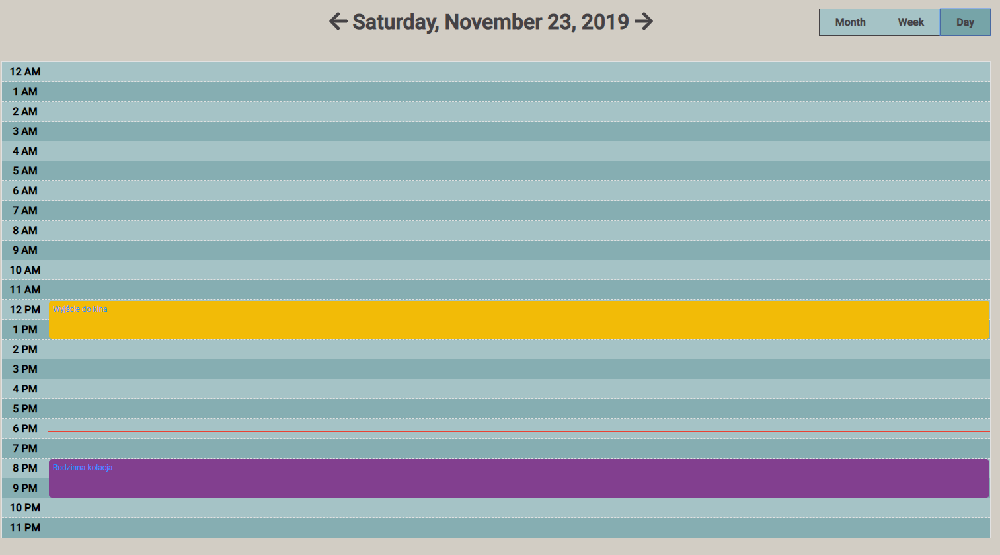 Saturday, November 23, 2019
Month Week Day
12 AM
1 AM
2 AM
3 AM
4 AM
5 AM
6 AM
7 AM
8 AM
9 AM
10 AM
11 AM
12 PM Wyjście do kina
1 PM
2 PM
3 PM
4 PM
5 PM
6 PM
7 PM
8 PM Rodzinna kolacja
9 PM
10 PM
11 PM